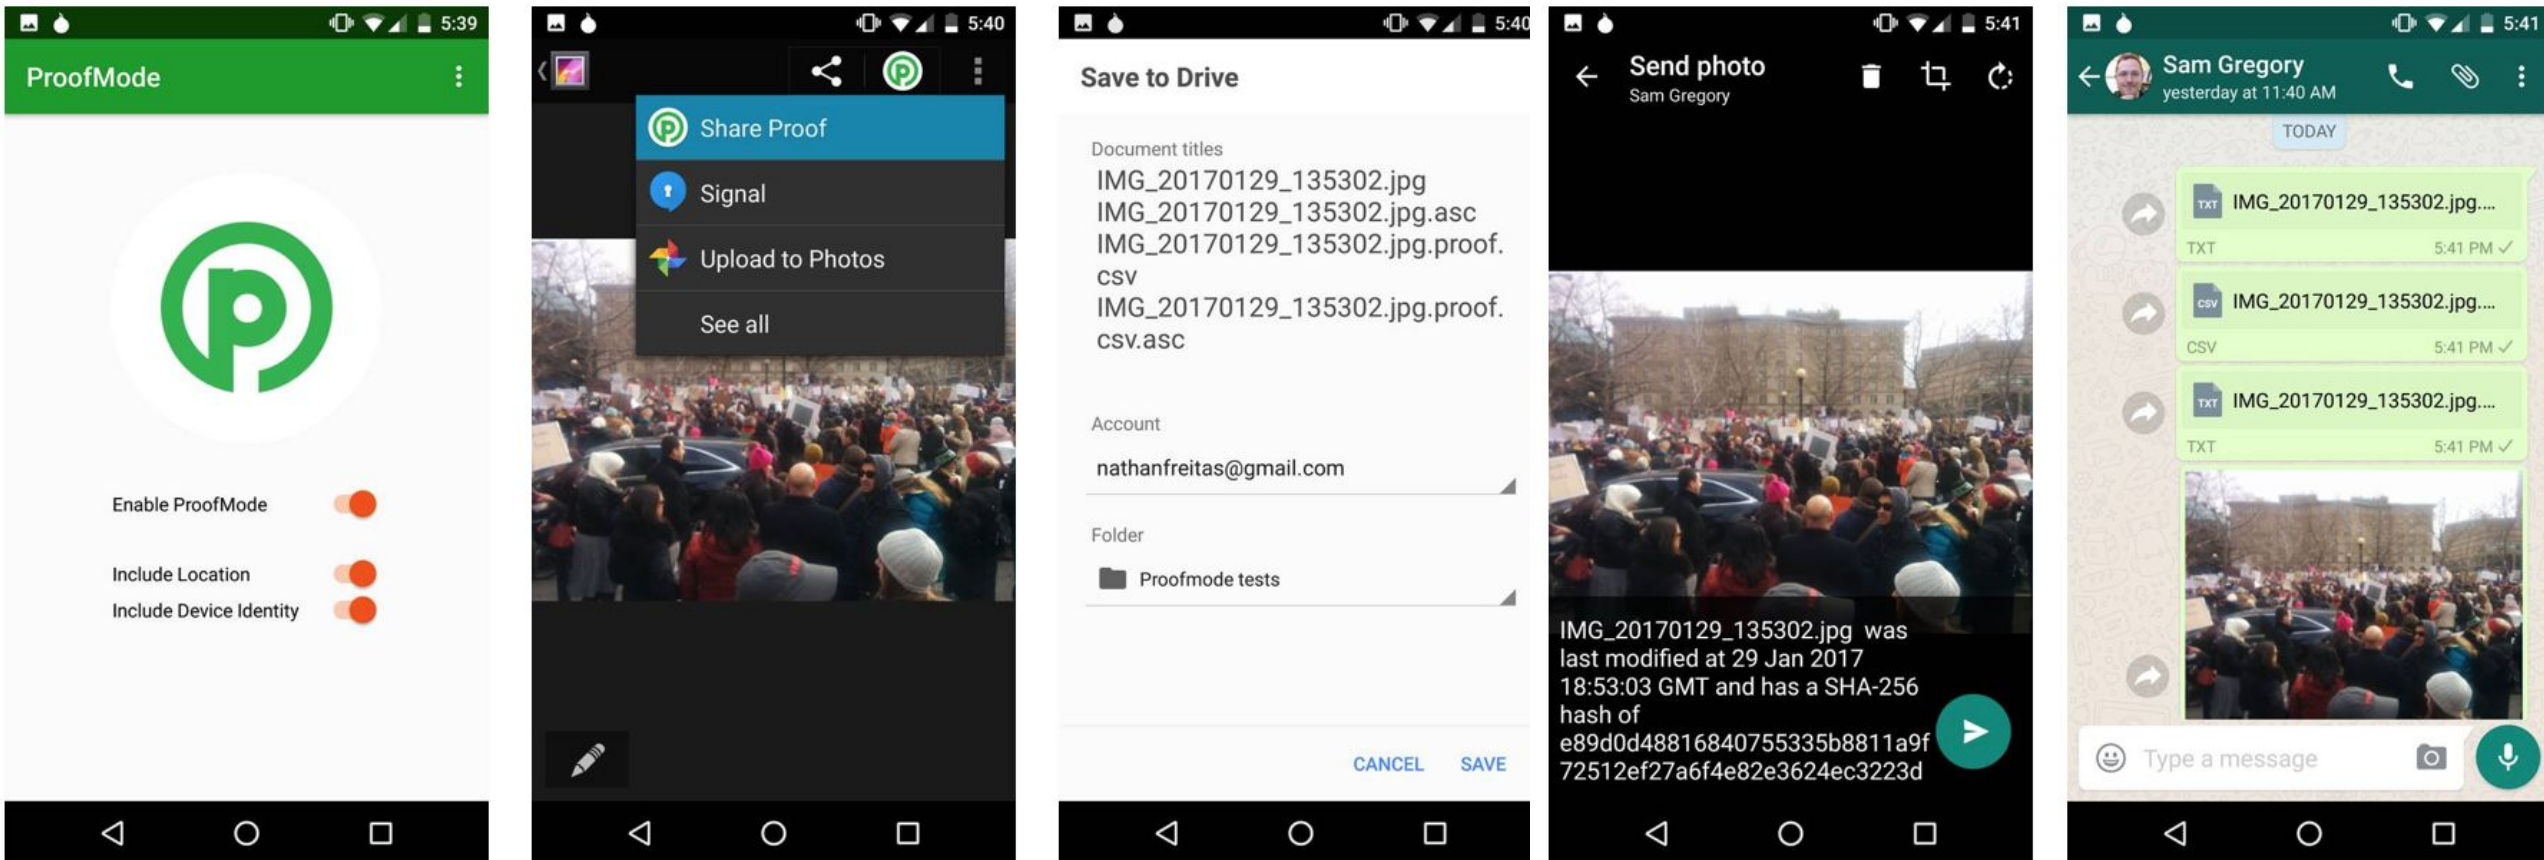 5:39
ProofMode
Enable ProofMode
Include Location
Include Device Identity
5:40
Share Proof
Signal
Upload to Photos
See all
5:40
Save to Drive
Document titles
IMG_20170129_135302.jpg
IMG_20170129_135302.jpg.asc
IMG_20170129_135302.jpg.proof.
csv
IMG_20170129_135302.jpg.proof.
csv.asc
Account
nathanfreitas@gmail.com
Folder
Proofmode tests
CANCEL SAVE
5:41
Send photo
Sam Gregory
IMG_20170129_135302.jpg was
last modified at 29 Jan 2017
18:53:03 GMT and has a SHA-256
hash of
e89d0d48816840755335b8811a9f
72512ef27a6f4e82e3624ec3223d
5:41
Sam Gregory
yesterday at 11:40 AM
TODAY
TXT IMG_20170129_135302.jpg....
TXT 5:41 PM
CSV IMG_20170129_135302.jpg....
CSV 5:41 PM
TXT IMG_20170129_135302.jpg....
TXT 5:41 PM
Type a message